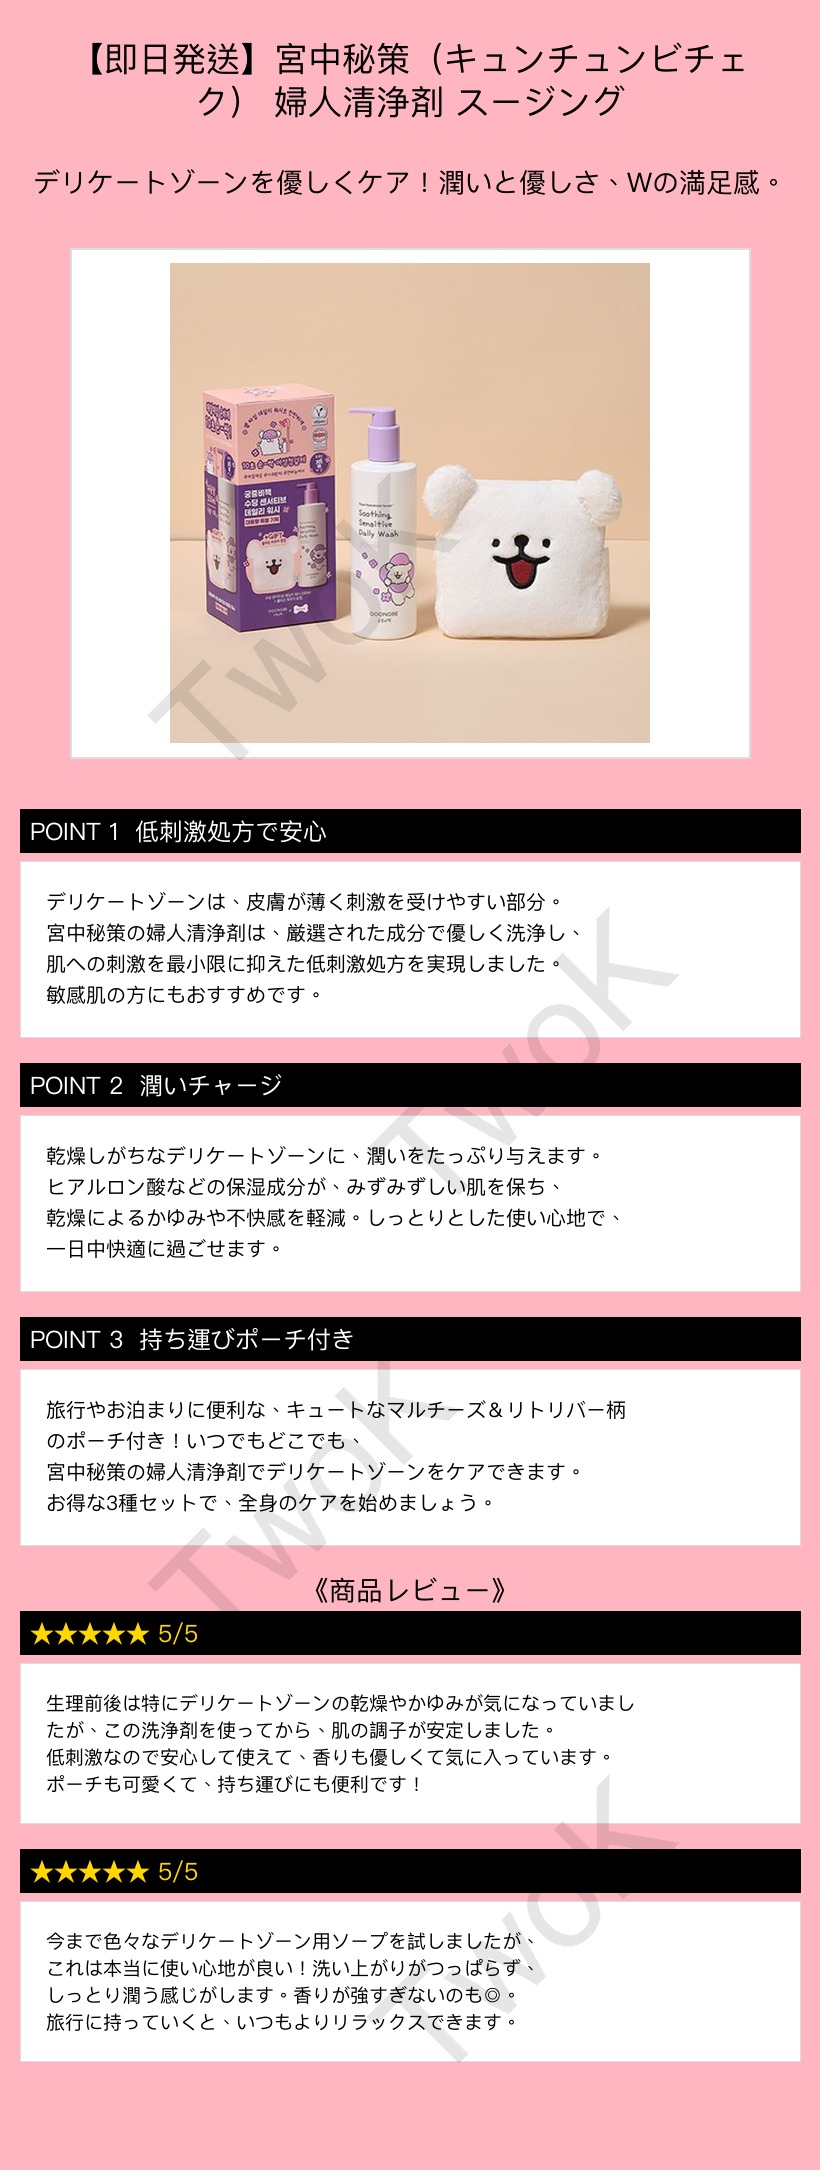 【即日発送】宮中秘策（キュンチュンビチェ
ク） 婦人清浄剤 スージング
デリケートゾーンを優しくケア！潤いと優しさ、Wの満足感。
10초 순~싹 여성청결제
궁중비책
수딩 센서티브
데일리 워시
+GIFT
GOONGBE
Soothing
Sensitive
Daily Wash
GOONGBE
TwoK
POINT 1 低刺激処方で安心
デリケートゾーンは、皮膚が薄く刺激を受けやすい部分。
宮中秘策の婦人清浄剤は、厳選された成分で優しく洗浄し、
肌への刺激を最小限に抑えた低刺激処方を実現しました。
敏感肌の方にもおすすめです。
TwoK
POINT 2 潤いチャージ
乾燥しがちなデリケートゾーンに、潤いをたっぷり与えます。
ヒアルロン酸などの保湿成分が、みずみずしい肌を保ち、
乾燥によるかゆみや不快感を軽減。しっとりとした使い心地で、
一日中快適に過ごせます。
POINT 3 持ち運びポーチ付き
旅行やお泊まりに便利な、キュートなマルチーズ＆リトリバー柄
のポーチ付き！いつでもどこでも、
宮中秘策の婦人清浄剤でデリケートゾーンをケアできます。
お得な3種セットで、全身のケアを始めましょう。
TwoK
《商品レビュー》
★★★★★ 5/5
生理前後は特にデリケートゾーンの乾燥やかゆみが気になっていまし
たが、この洗浄剤を使ってから、肌の調子が安定しました。
低刺激なので安心して使えて、香りも優しくて気に入っています。
ポーチも可愛くて、持ち運びにも便利です！
★★★★★ 5/5
今まで色々なデリケートゾーン用ソープを試しましたが、
これは本当に使い心地が良い！洗い上がりがつっぱらず、
しっとり潤う感じがします。香りが強すぎないのも◎。
旅行に持っていくと、いつもよりリラックスできます。
TwoK